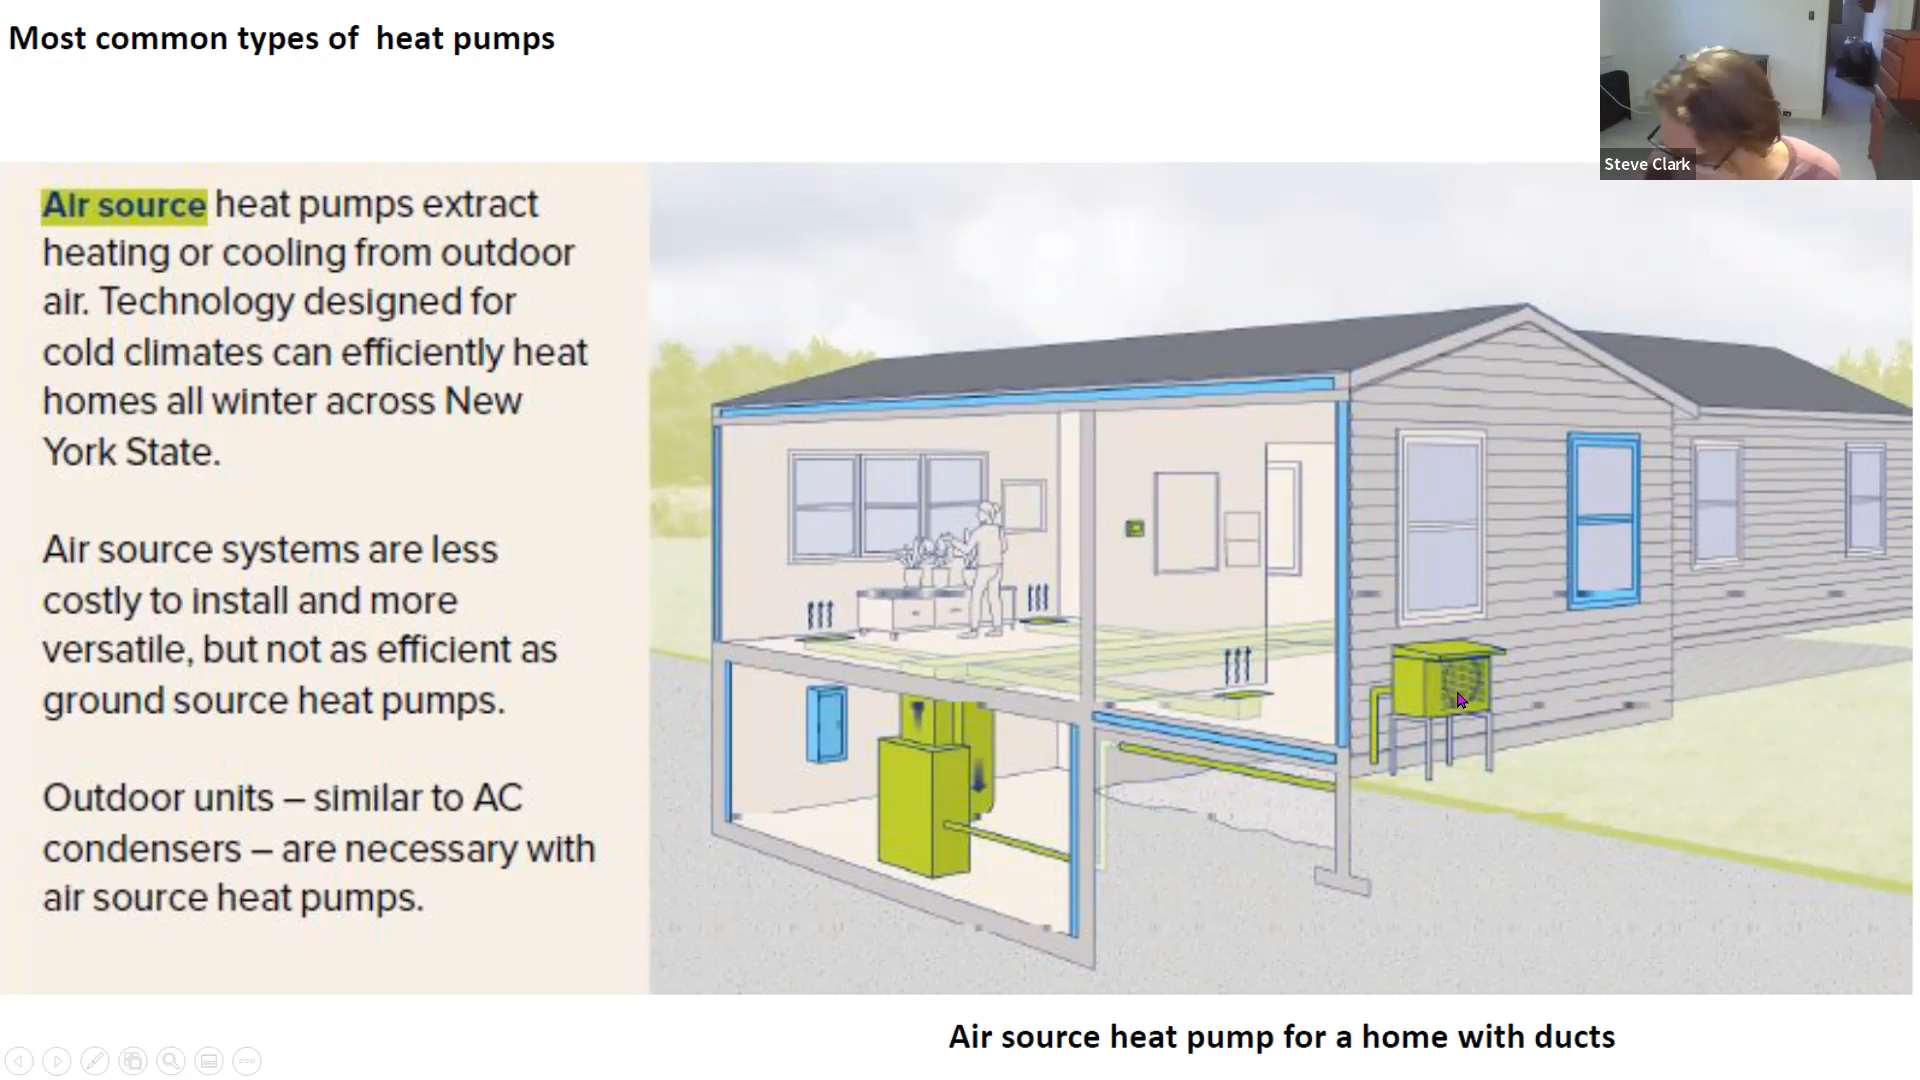 Most common types of heat pumps
Steve Clark
Air source heat pumps extract
heating or cooling from outdoor
air. Technology designed for
cold climates can efficiently heat
homes all winter across New
York State.
Air source systems are less
costly to install and more
versatile, but not as efficient as
ground source heat pumps.
Outdoor units – similar to AC
condensers – are necessary with
air source heat pumps.
Air source heat pump for a home with ducts